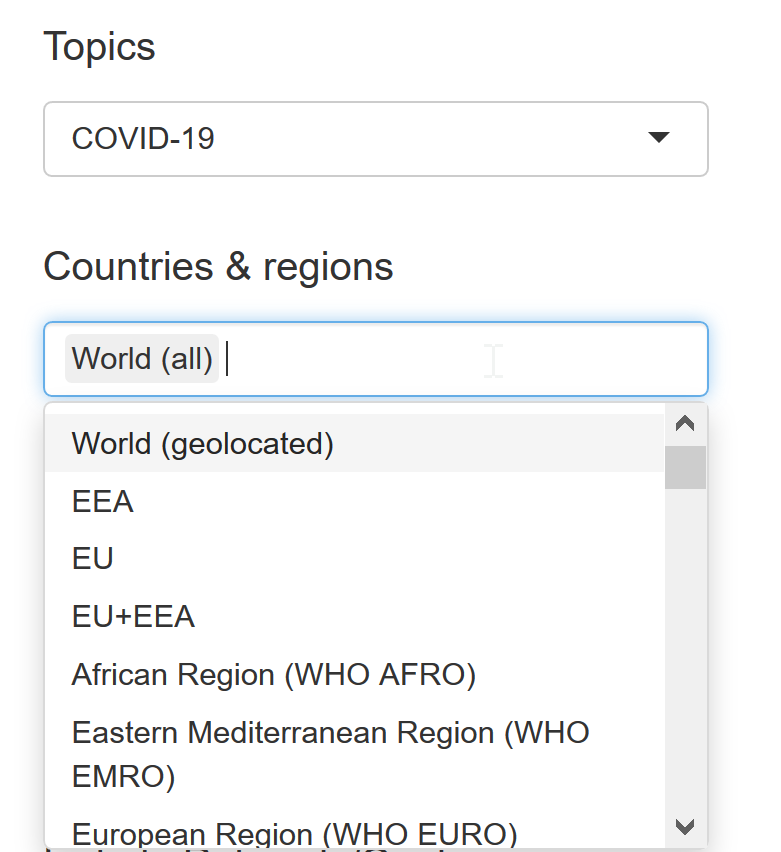 Topics
COVID-19
Countries & regions
World (all)
World (geolocated)
EEA
EU
EU+EEA
African Region (WHO AFRO)
Eastern Mediterranean Region (WHO
EMRO)
European Region (WHO EURO)